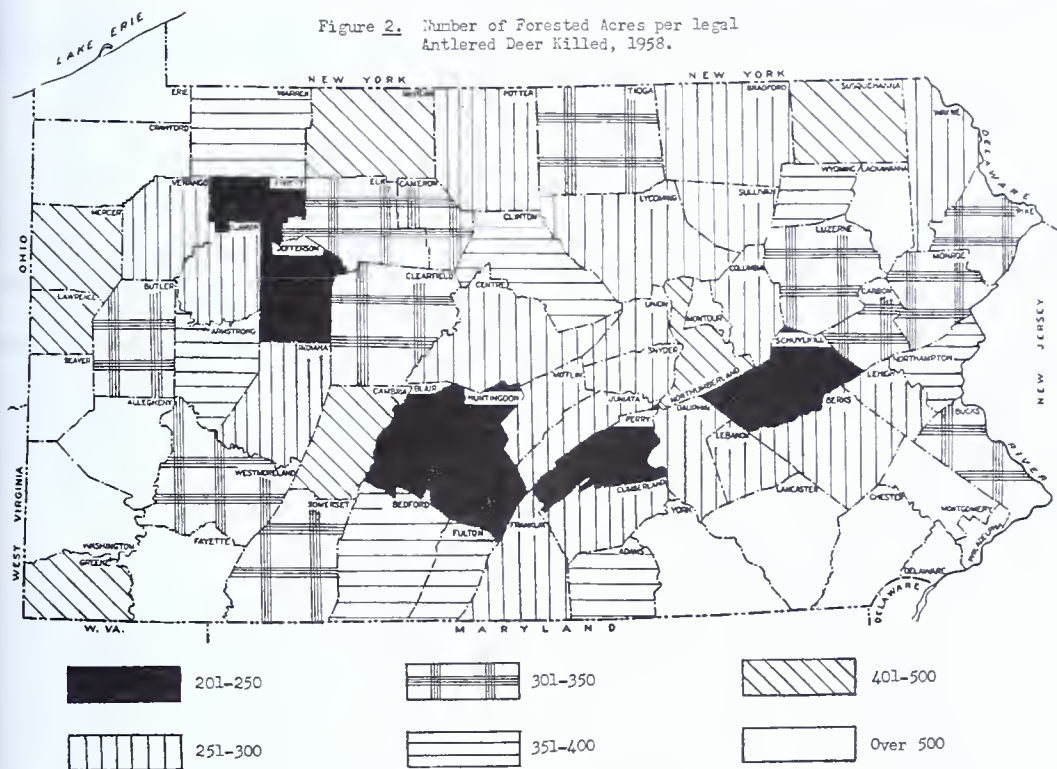 Figure 2. Number of Forested Acres per legal
Antlered Deer Killed, 1958.
LAKE ERIE
NEW YORK
NEW YORK
ERIE
WARREN
POTTER
TIOGA
BRADFORD
SUSQUEHANNA
WAYNE
CRAWFORD
DELAWARE
RIVER
VENANGO
ELK
CAMERON
SULLIVAN
WYOMING
LACKAWANNA
MERCER
LYCOMING
PIKE
CLINTON
LUZERNE
JEFFERSON
OHIO
CLEARFIELD
COLUMBIA
MONROE
BUTLER
CENTRE
CARBON
LAWRENCE
UNION
MONTOUR
ARMSTRONG
SCHUYLKILL
NEW JERSEY
INDIANA
SNYDER
NORTHAMPTON
BEAVER
MIFFLIN
LEHIGH
CAMBRIA
BLAIR
HUNTINGDON
JUNIATA
NORTHUMBERLAND
ALLEGHENY
DAUPHIN
BERKS
PERRY
BUCKS
LEBANON
WESTMORELAND
CUMBERLAND
LANCASTER
SOMERSET
BEDFORD
CHESTER
FRANKLIN
YORK
MONTGOMERY
WEST VIRGINIA
FULTON
WASHINGTON
FAYETTE
PHILADELPHIA
ADAMS
GREENE
DELAWARE
DELAWARE
W. VA.
MARYLAND
201-250
301-350
401-500
251-300
351-400
Over 500